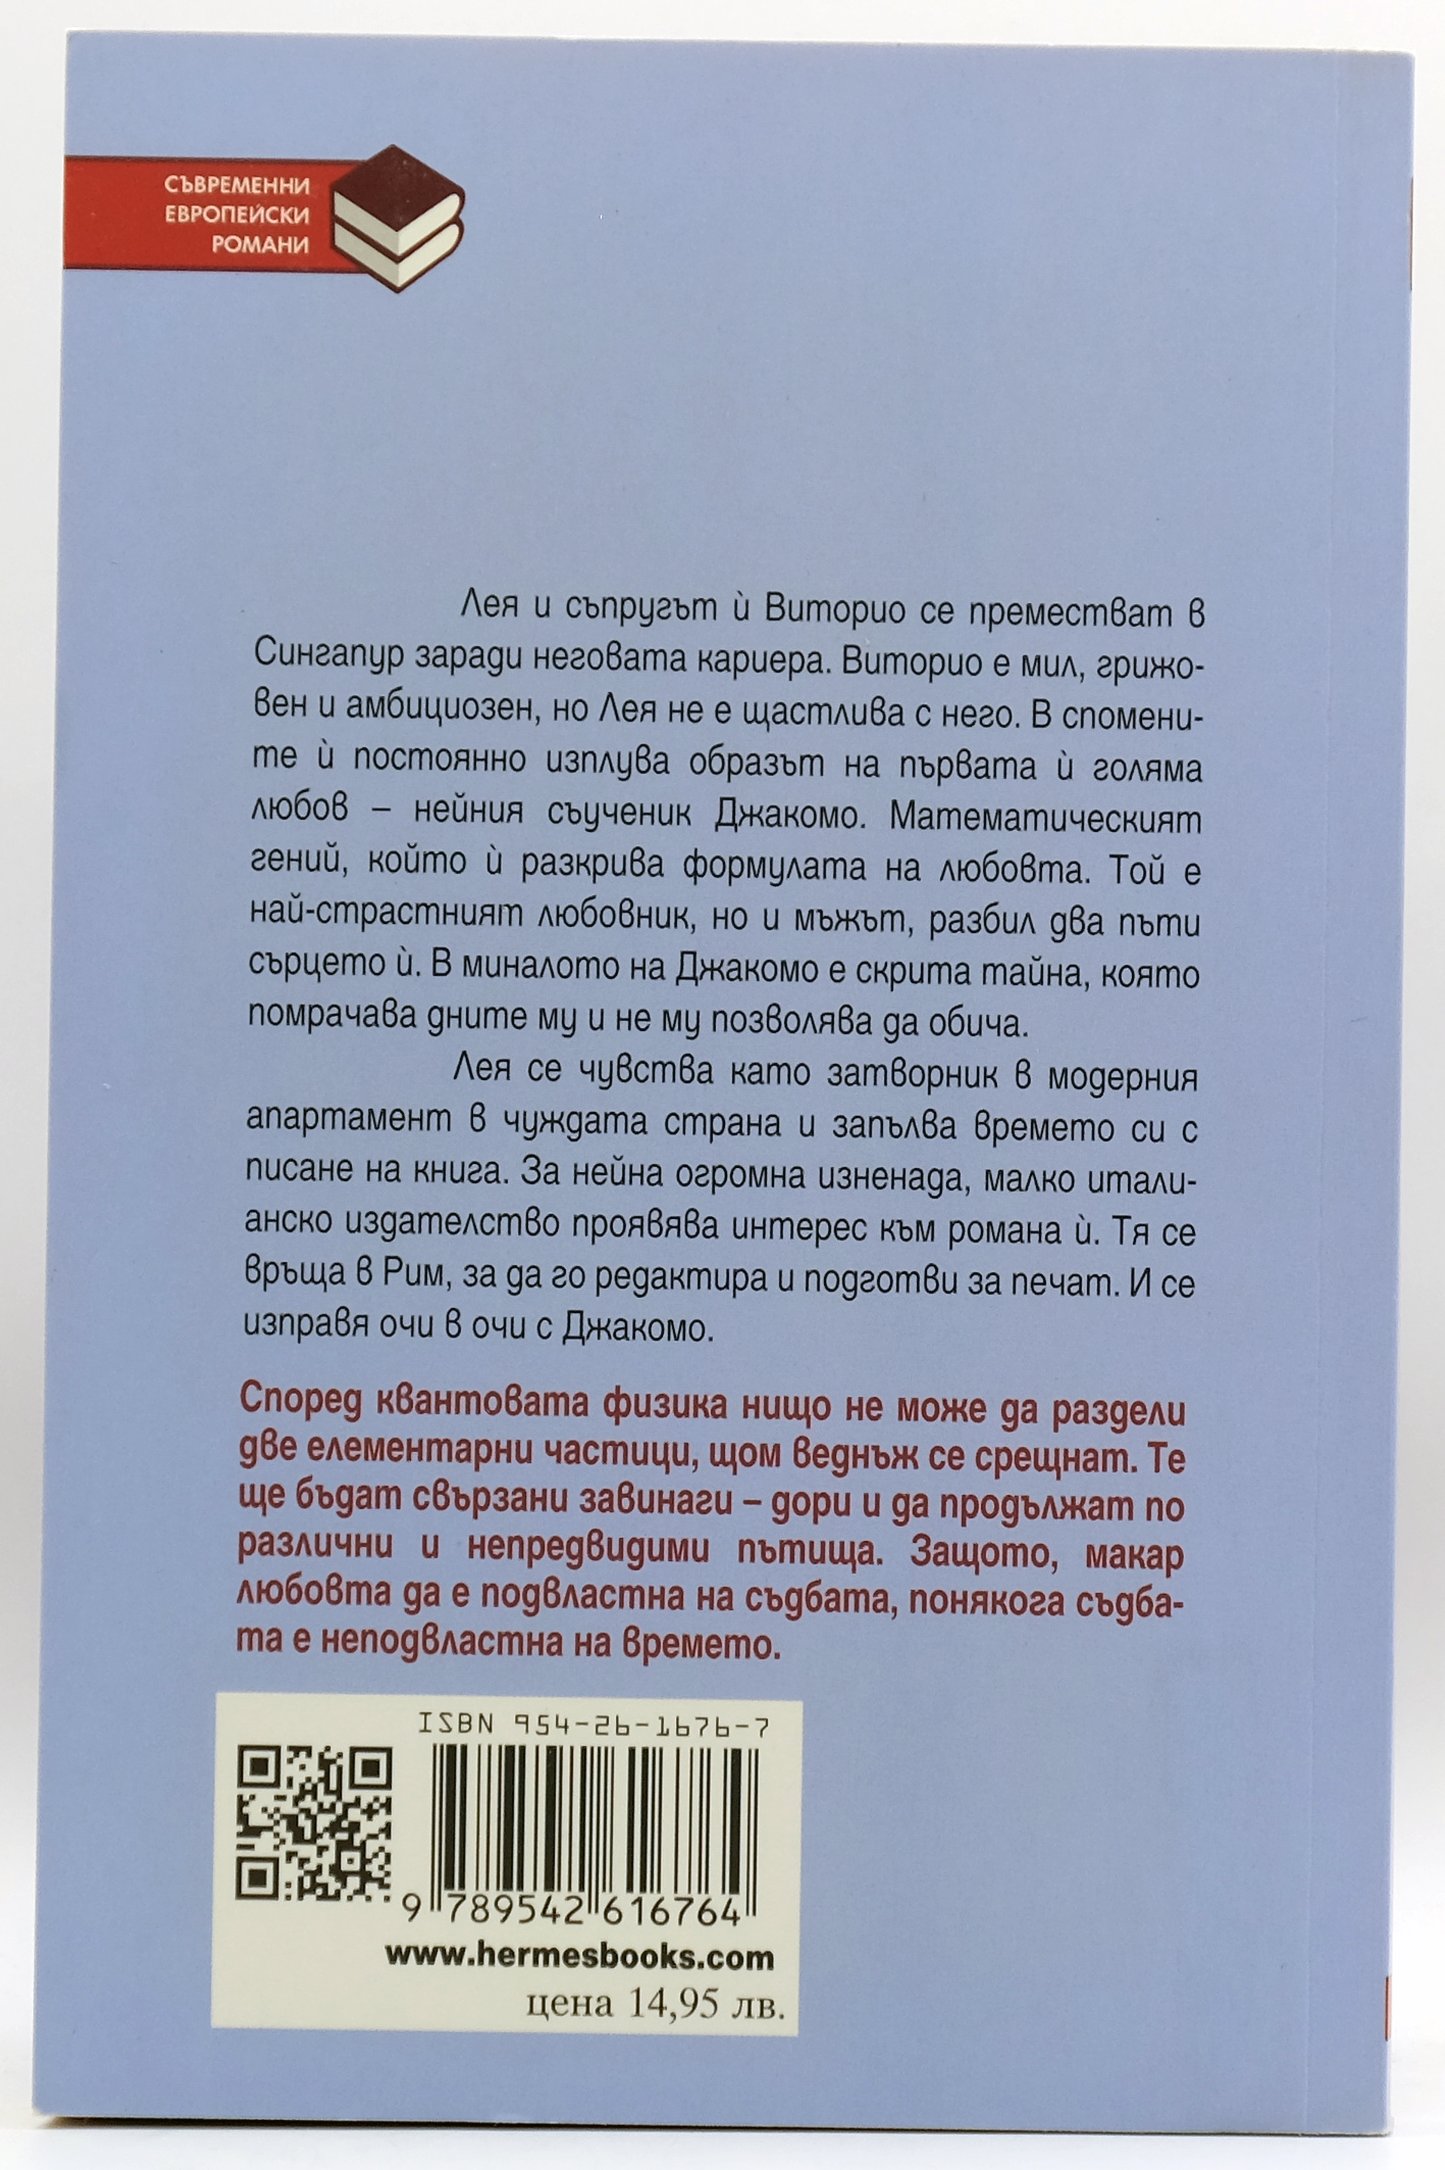 СЪВРЕМЕННИ
ЕВРОПЕЙСКИ
РОМАНИ
Лея и съпругът ѝ Виторио се преместват в
Сингапур заради неговата кариера. Виторио е мил, грижо-
вен и амбициозен, но Лея не е щастлива с него. В спомени-
те ѝ постоянно изплува образът на първата ѝ голяма
любов – нейния съученик Джакомо. Математическият
гений, който ѝ разкрива формулата на любовта. Той е
най-страстният любовник, но и мъжът, разбил два пъти
сърцето ѝ. В миналото на Джакомо е скрита тайна, която
помрачава дните му и не му позволява да обича.
Лея се чувства като затворник в модерния
апартамент в чуждата страна и запълва времето си с
писане на книга. За нейна огромна изненада, малко итали-
анско издателство проявява интерес към романа ѝ. Тя се
връща в Рим, за да го редактира и подготви за печат. И се
изправя очи в очи с Джакомо.
Според квантовата физика нищо не може да раздели
две елементарни частици, щом веднъж се срещнат. Те
ще бъдат свързани завинаги – дори и да продължат по
различни и непредвидими пътища. Защото, макар
любовта да е подвластна на съдбата, понякога съдба-
та е неподвластна на времето.
ISBN 954-26-1676-7
9 789542 616764
www.hermesbooks.com
цена 14,95 лв.